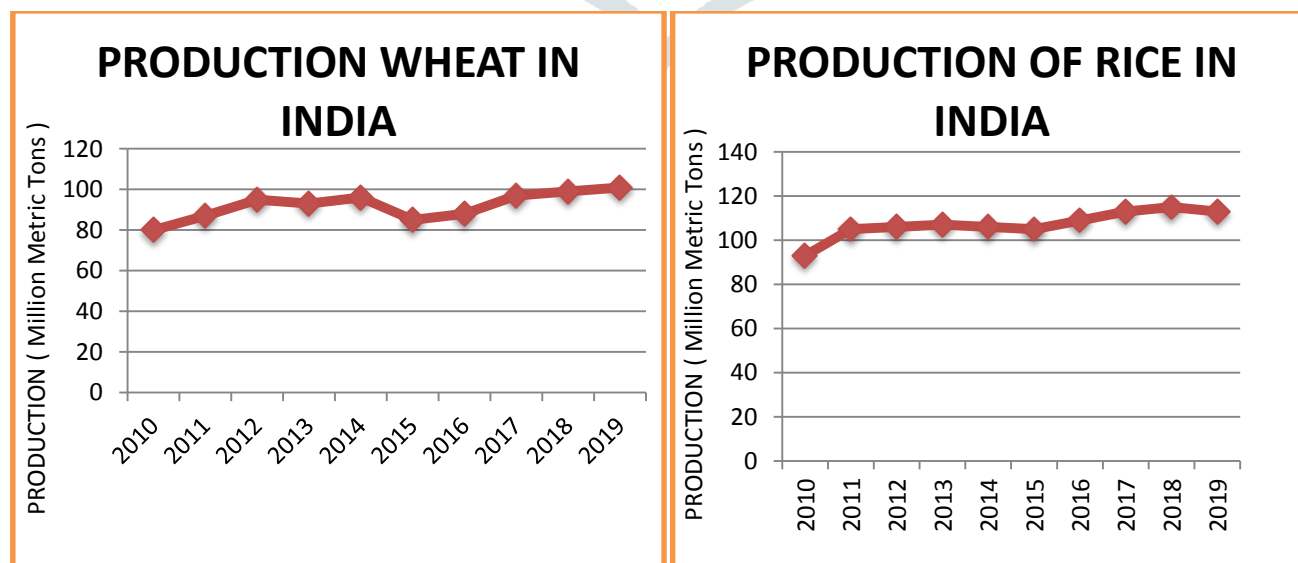 PRODUCTION WHEAT IN
INDIA
PRODUCTION ( Million Metric Tons )
120
100
80
60
40
20
0
2010 2011 2012 2013 2014 2015 2016 2017 2018 2019
PRODUCTION OF RICE IN
INDIA
PRODUCTION ( Million Metric Tons )
140
120
100
80
60
40
20
0
2010 2011 2012 2013 2014 2015 2016 2017 2018 2019